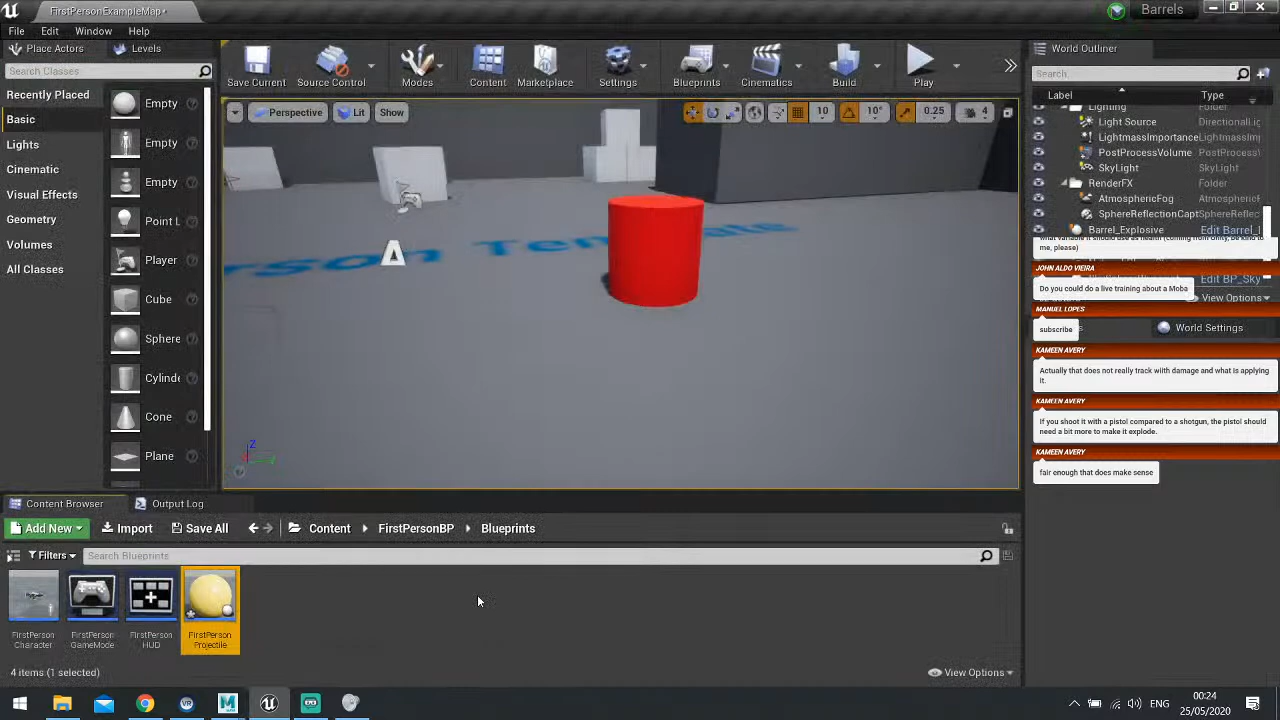 FirstPersonExampleMap*
Barrels
File Edit Window Help
Place Actors Levels
Search Classes
Recently Placed
Basic
Lights
Cinematic
Visual Effects
Geometry
Volumes
All Classes
Empty
Empty
Empty
Point L
Player
Cube
Sphere
Cylinde
Cone
Plane
Save Current Source Control Modes Content Marketplace Settings Blueprints Cinematics Build Play
Perspective Lit Show
10 10° 0.25 4
Z
World Outliner
Search...
Label Type
Lighting Folder
Light Source DirectionalLig
LightmassImportance LightmassIm
PostProcessVolume PostProcessV
SkyLight SkyLight
RenderFX Folder
AtmosphericFog AtmosphericF
SphereReflectionCapt SphereReflec
Barrel_Explosive Edit Barrel_
me, please)
JOHN ALDO VIEIRA Edit BP_Sky
Do you could do a live training about a Moba
View Options
MANUEL LOPES
subscribe
World Settings
KAMEEN AVERY
Actually that does not really track wiith damage and what is applying
it.
KAMEEN AVERY
If you shoot it with a pistol compared to a shotgun, the pistol should
need a bit more to make it explode.
KAMEEN AVERY
fair enough that does make sense
Content Browser Output Log
Add New Import Save All Content FirstPersonBP Blueprints
Filters Search Blueprints
FirstPerson
Character
FirstPerson
GameMode
FirstPerson
HUD
FirstPerson
Projectile
4 items (1 selected)
View Options
ENG
00:24
25/05/2020